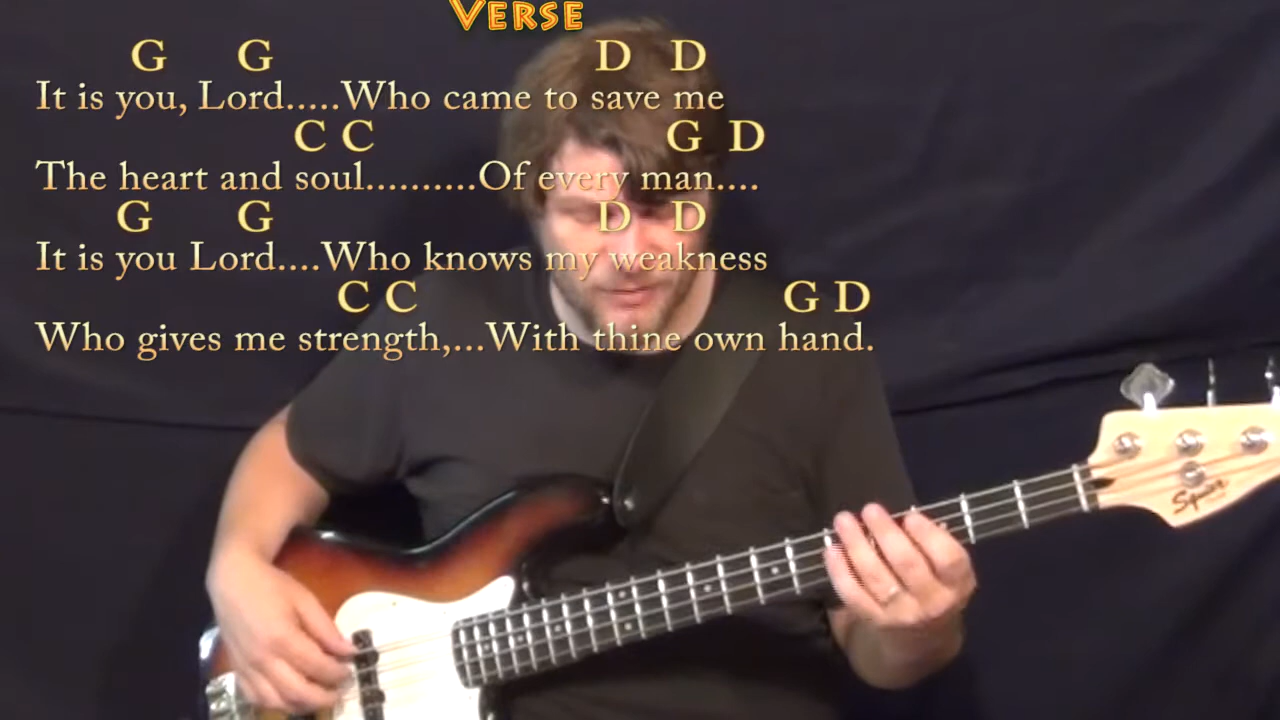 VERSE
G G D D
It is you, Lord.....Who came to save me
C C G D
The heart and soul..........Of every man....
G G D D
It is you Lord....Who knows my weakness
C C G D
Who gives me strength,...With thine own hand.
Squier